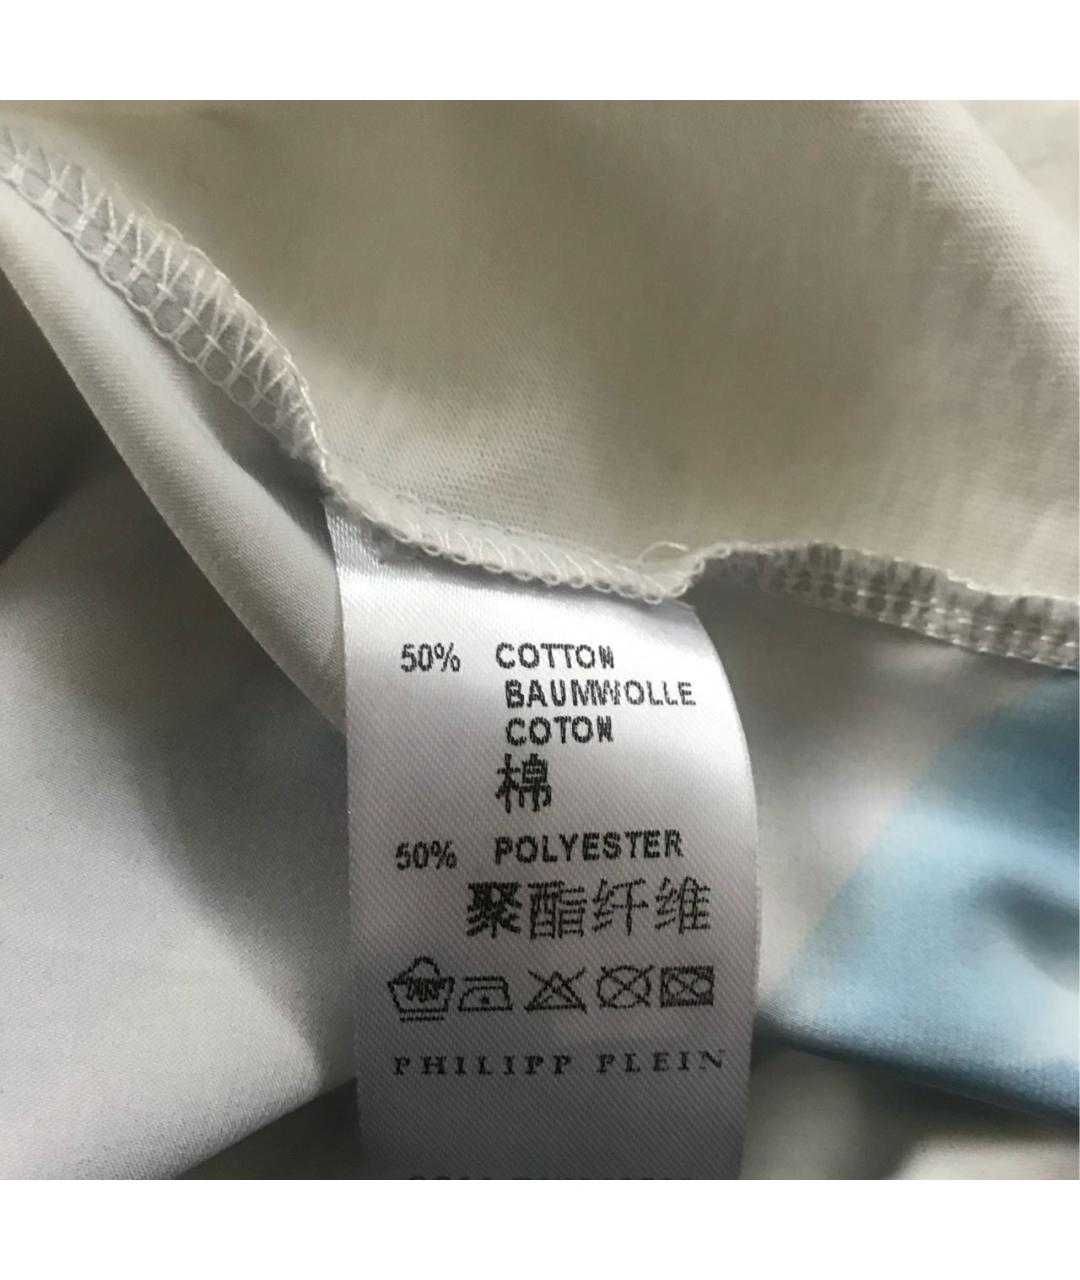 50% COTTON
BAUMWOLLE
COTON
棉
50% POLYESTER
聚酯纤维
PHILIPP PLEIN